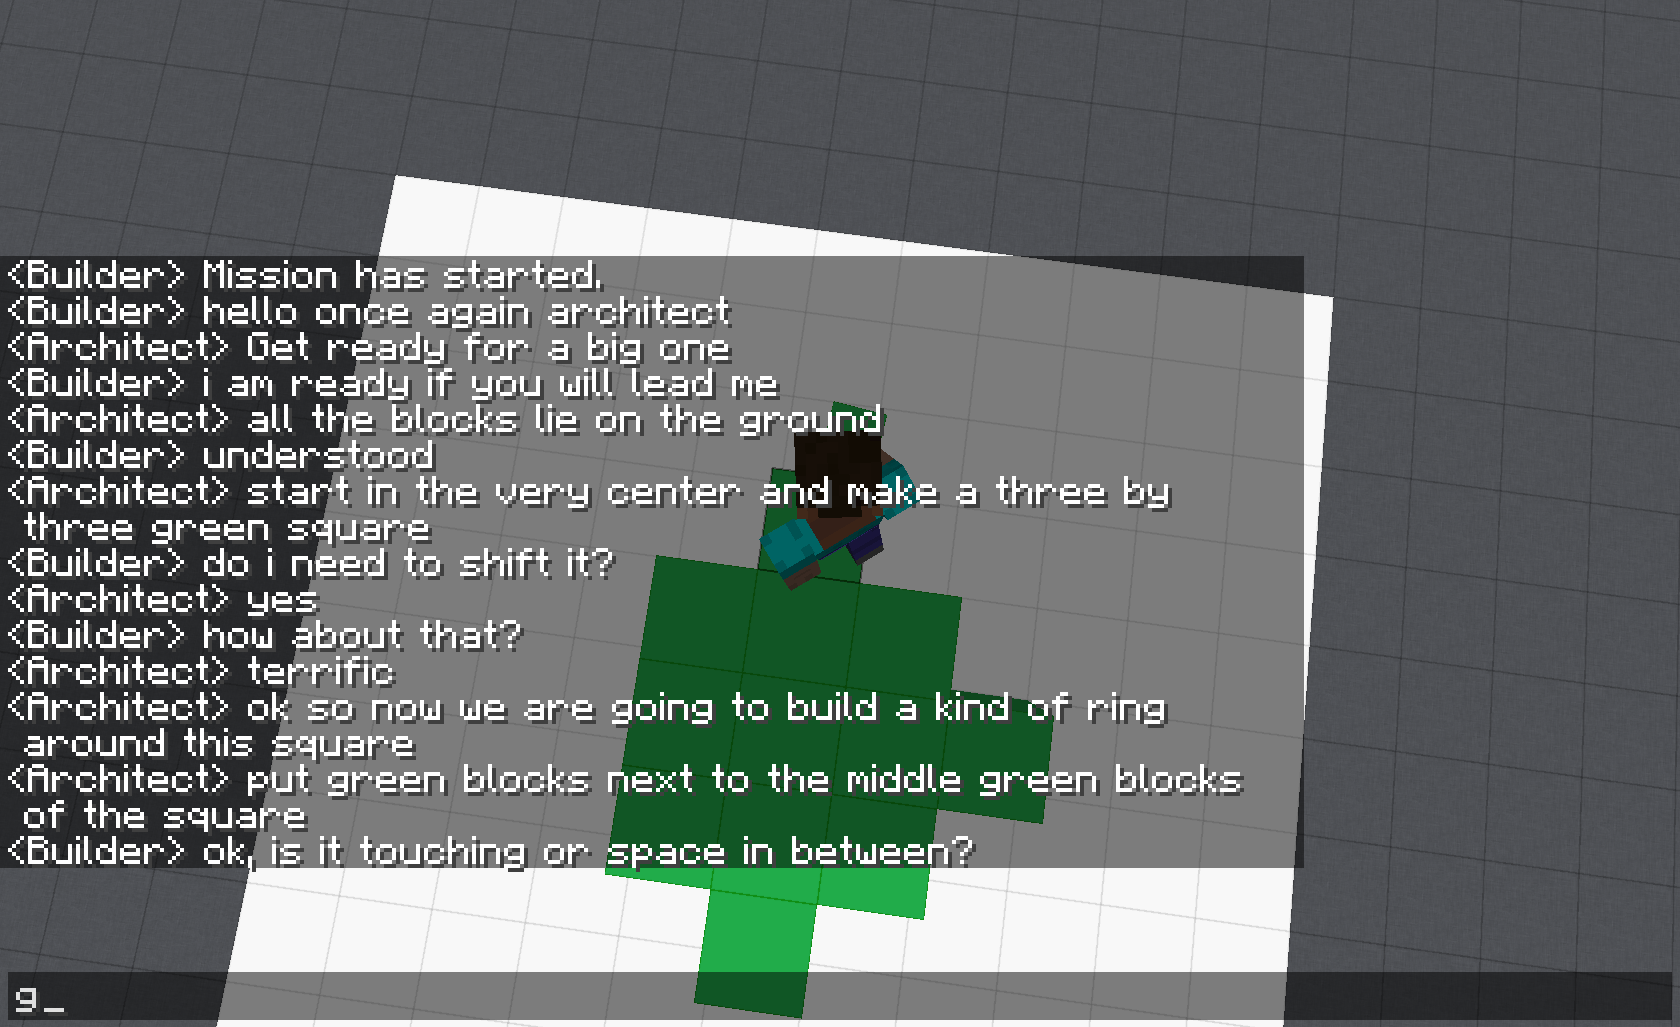 <Builder> Mission has started.
<Builder> hello once again architect
<Architect> Get ready for a big one
<Builder> i am ready if you will lead me
<Architect> all the blocks lie on the ground
<Builder> understood
<Architect> start in the very center and make a three by
three green square
<Builder> do i need to shift it?
<Architect> yes
<Builder> how about that?
<Architect> terrific
<Architect> ok so now we are going to build a kind of ring
around this square
<Architect> put green blocks next to the middle green blocks
of the square
<Builder> ok, is it touching or space in between?
g_